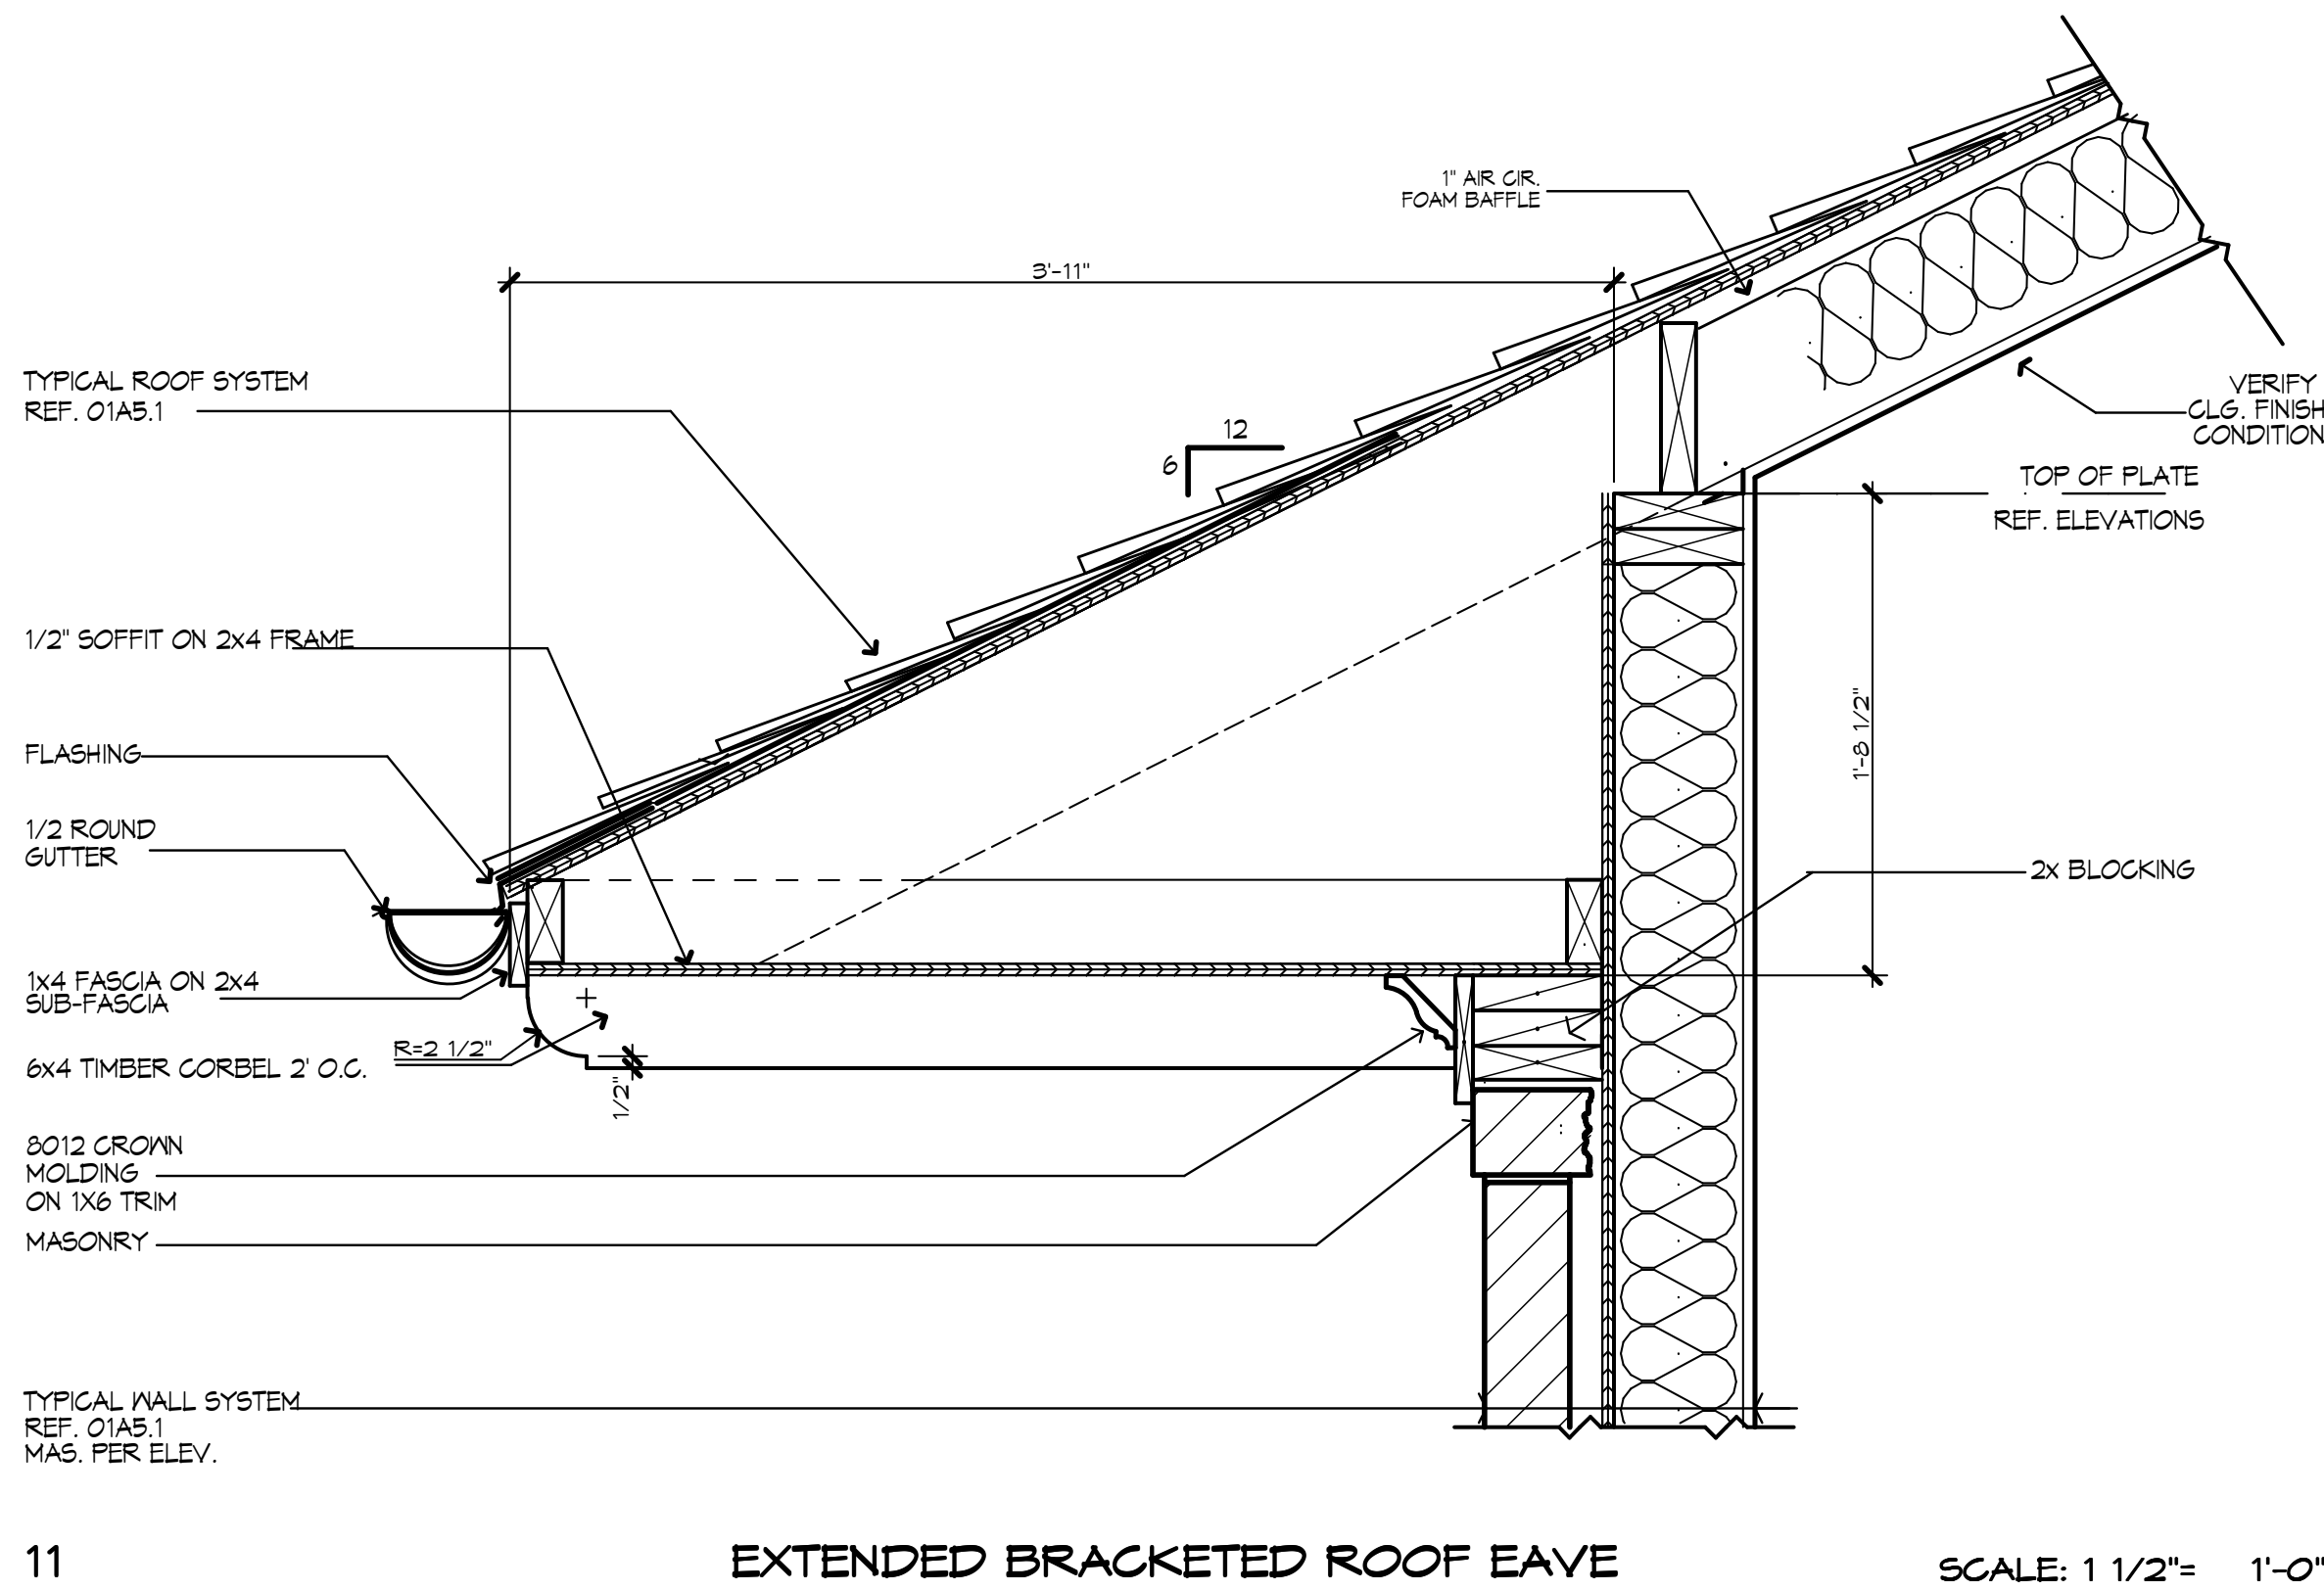 1" AIR CIR.
FOAM BAFFLE
3'-11"
TYPICAL ROOF SYSTEM
REF. 01A5.1
12
6
VERIFY
CLG. FINISH
CONDITION
TOP OF PLATE
REF. ELEVATIONS
1/2" SOFFIT ON 2x4 FRAME
FLASHING
1'-8 1/2"
1/2 ROUND
GUTTER
2x BLOCKING
1x4 FASCIA ON 2x4
SUB-FASCIA
R=2 1/2"
6x4 TIMBER CORBEL 2' O.C.
1/2"
8012 CROWN
MOLDING
ON 1X6 TRIM
MASONRY
TYPICAL WALL SYSTEM
REF. 01A5.1
MAS. PER ELEV.
11
EXTENDED BRACKETED ROOF EAVE
SCALE: 1 1/2"= 1'-0"